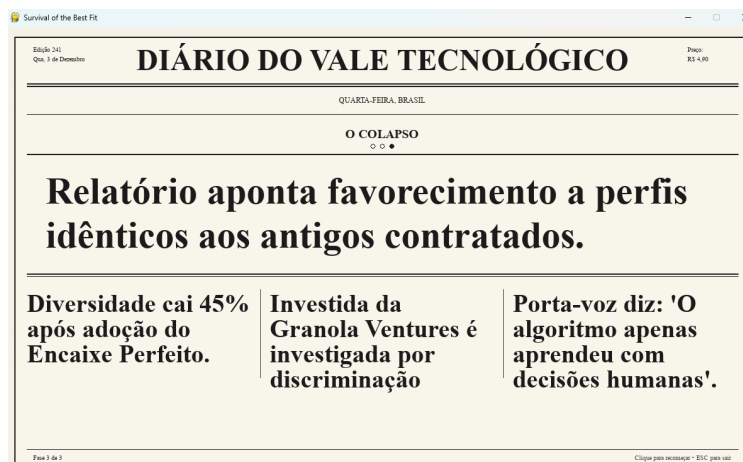 Survival of the Best Fit
Edição 241
Qua, 3 de Dezembro
DIÁRIO DO VALE TECNOLÓGICO
Preço:
R$ 4,90
QUARTA-FEIRA, BRASIL
O COLAPSO
Relatório aponta favorecimento a perfis
idênticos aos antigos contratados.
Diversidade cai 45%
após adoção do
Encaixe Perfeito.
Investida da
Granola Ventures é
investigada por
discriminação
Porta-voz diz: 'O
algoritmo apenas
aprendeu com
decisões humanas'.
Fase 3 de 3
Clique para recomeçar • ESC para sair